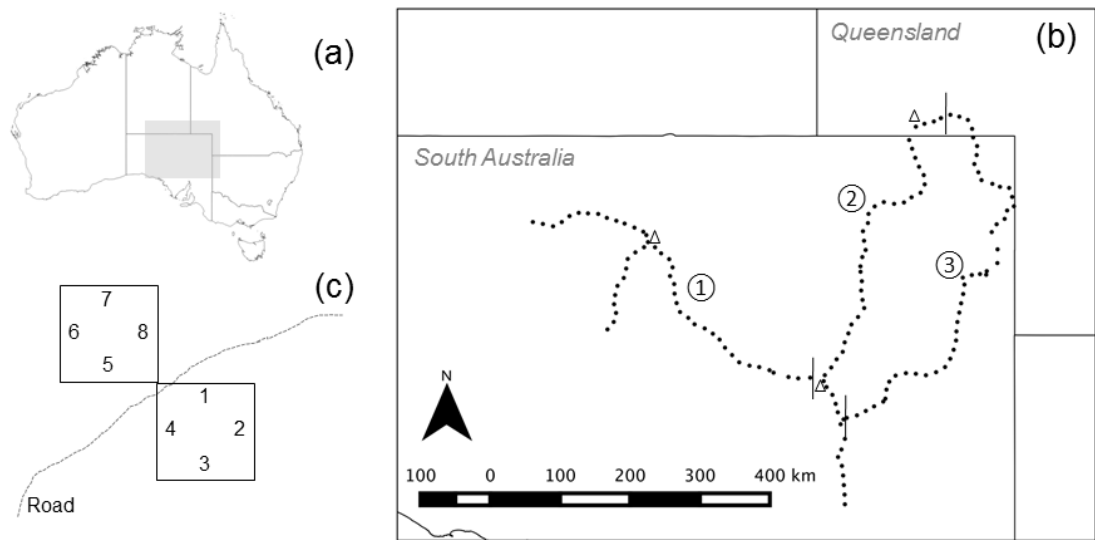 (a)
Queensland
(b)
South Australia
②
③
①
(c)
7
6 8
5
1
4 2
3
Road
N
100 0 100 200 300 400 km